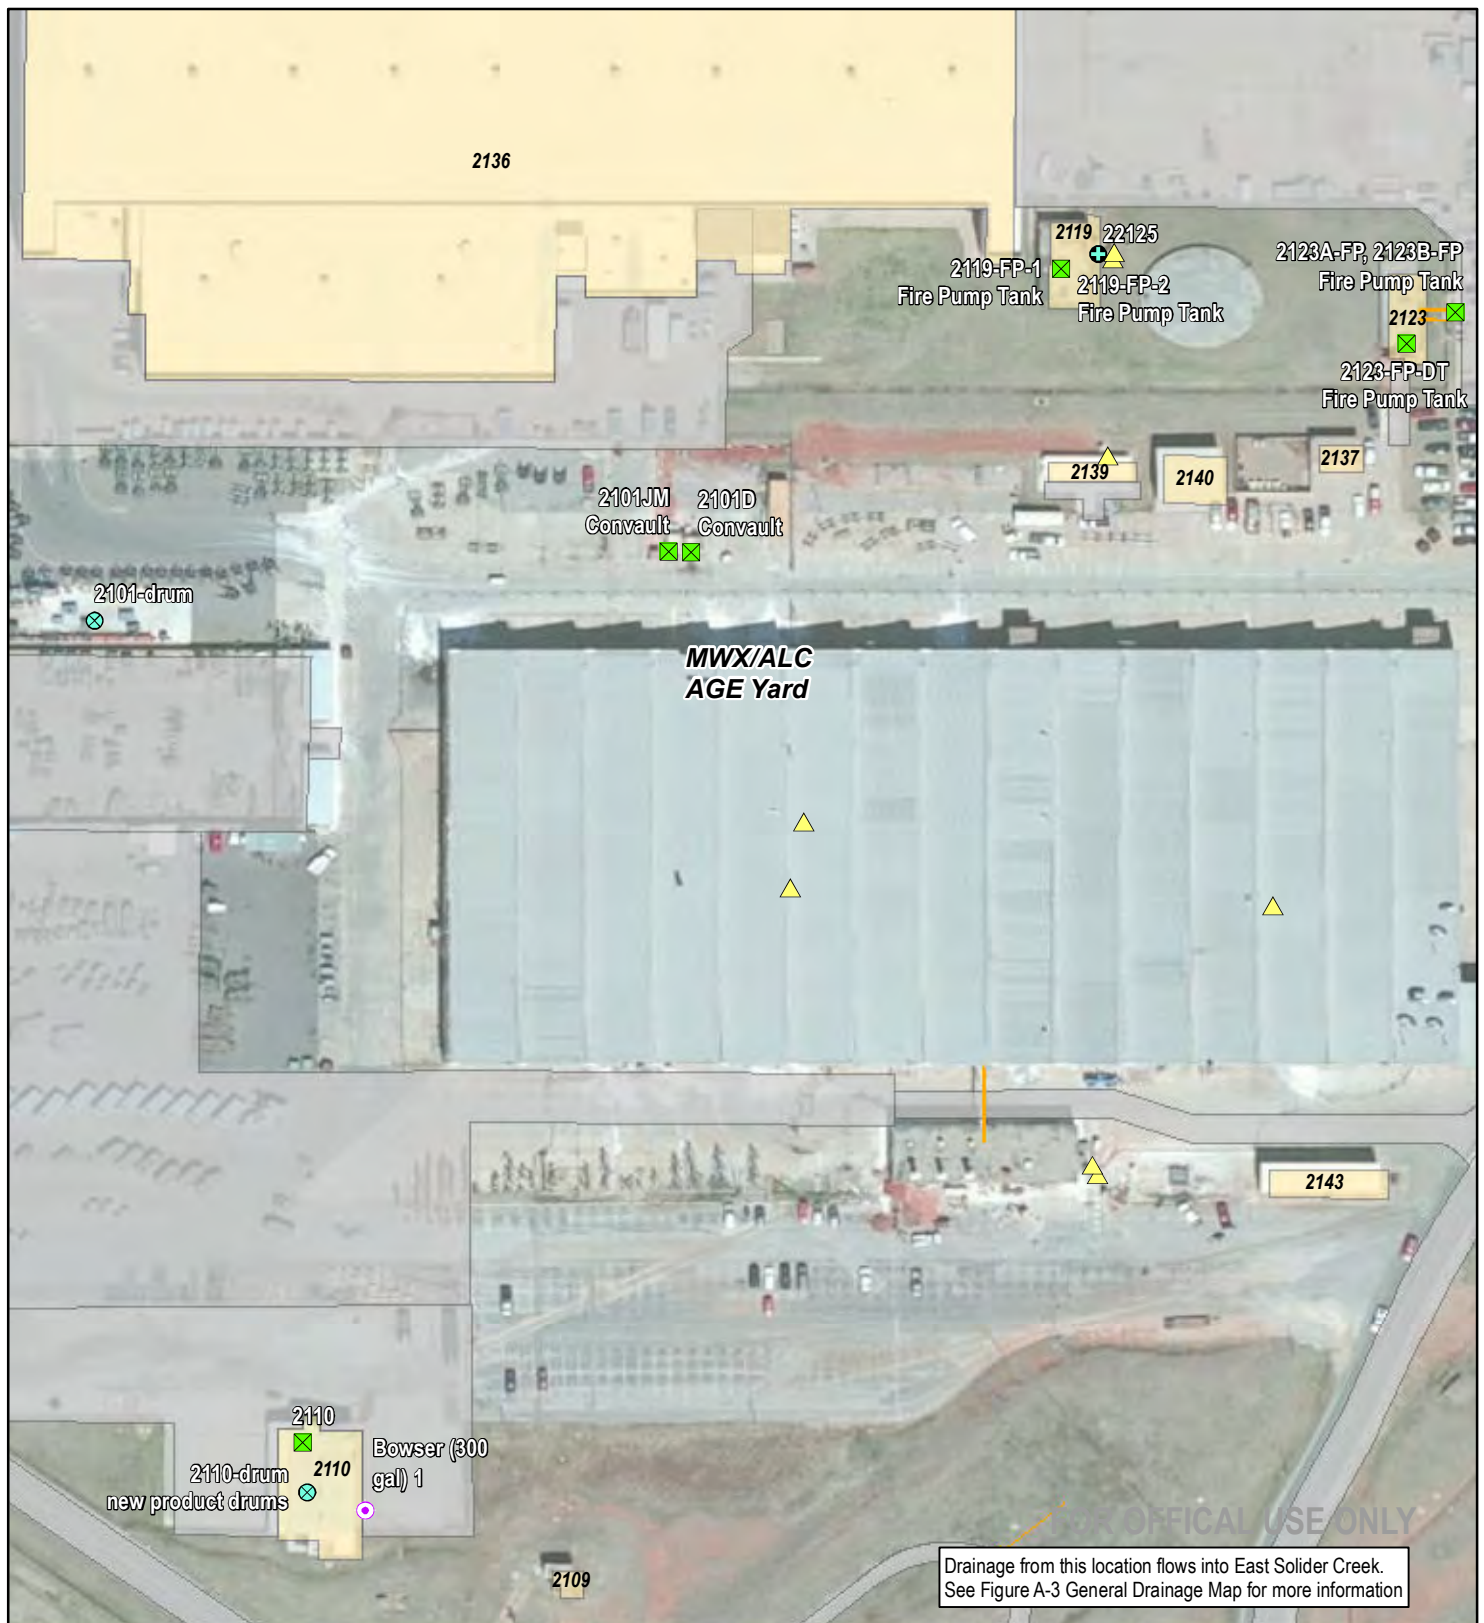 2136
2119
22125
2119-FP-1
Fire Pump Tank
2119-FP-2
Fire Pump Tank
2123A-FP, 2123B-FP
Fire Pump Tank
2123
2123-FP-DT
Fire Pump Tank
2139
2140
2137
2101JM
Convault
2101D
Convault
2101-drum
MWX/ALC
AGE Yard
2143
2110
2110
2110-drum
new product drums
Bowser (300
gal) 1
2109
OFFICAL USE ONLY
Drainage from this location flows into East Solider Creek.
See Figure A-3 General Drainage Map for more information